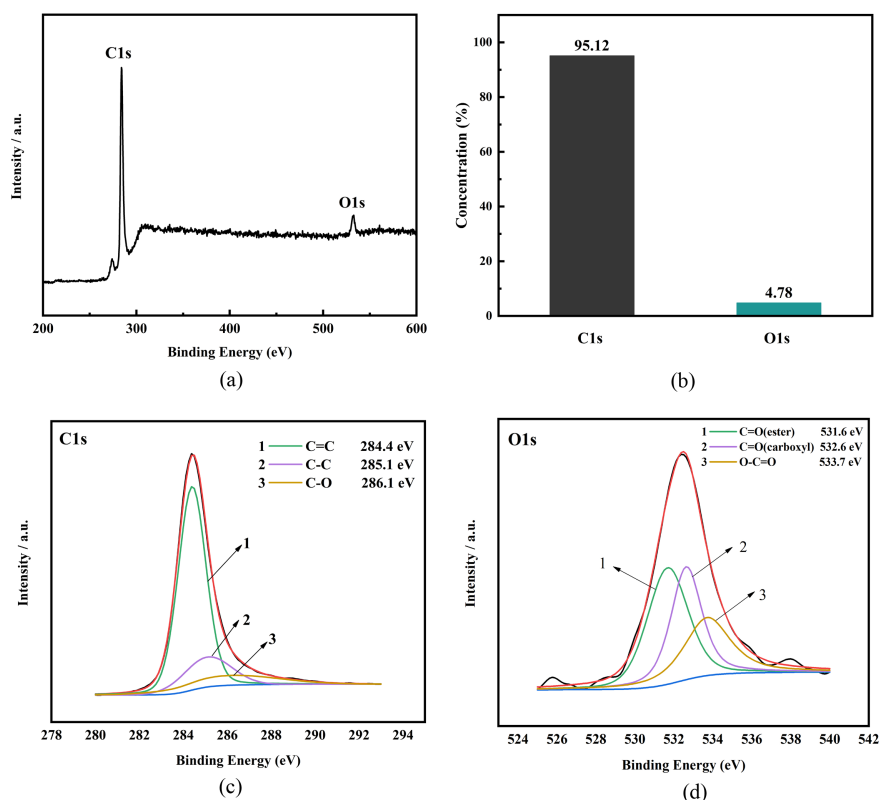 C1s
O1s
Intensity / a.u.
200 300 400 500 600
Binding Energy (eV)
(a)
95.12
4.78
Concentration (%)
100
80
60
40
20
0
C1s O1s
(b)
C1s
1 C=C 284.4 eV
2 C-C 285.1 eV
3 C-O 286.1 eV
1
2
3
Intensity / a.u.
278 280 282 284 286 288 290 292 294
Binding Energy (eV)
(c)
O1s
1 C=O(ester) 531.6 eV
2 C=O(carboxyl) 532.6 eV
3 O-C=O 533.7 eV
1
2
3
Intensity / a.u.
524 526 528 530 532 534 536 538 540 542
Binding Energy (eV)
(d)